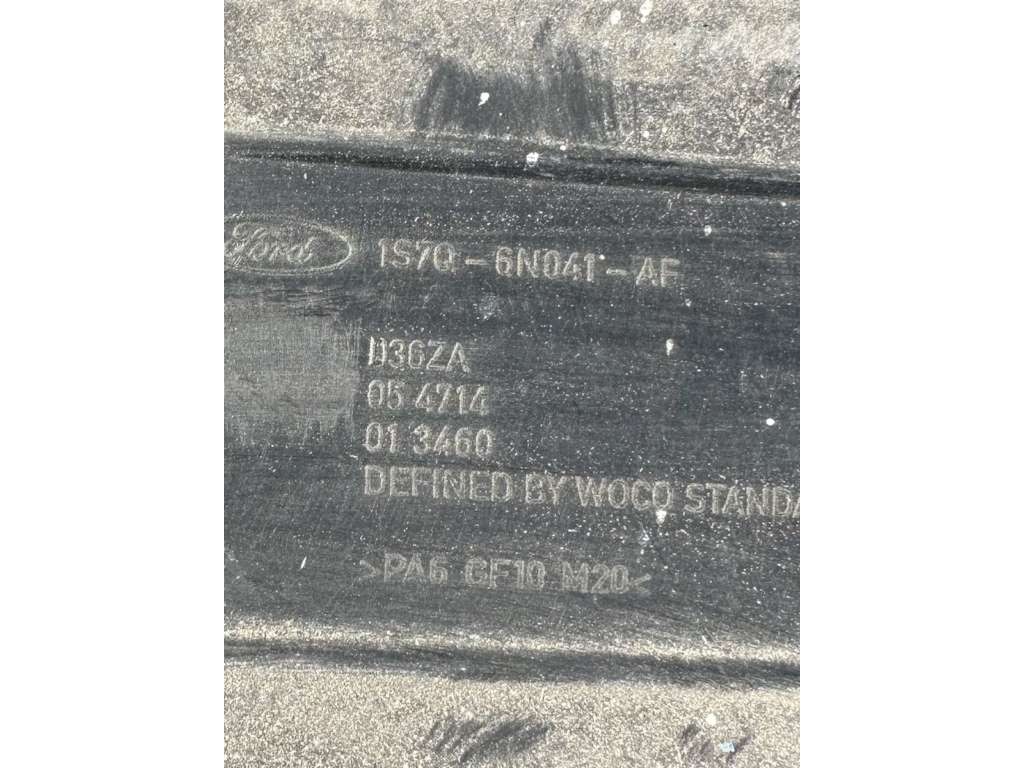 Ford 1S7Q-6N041-AF
D36ZA
05 4714
01 3460
DEFINED BY WOCO STANDA
>PA6 GF10 M20<